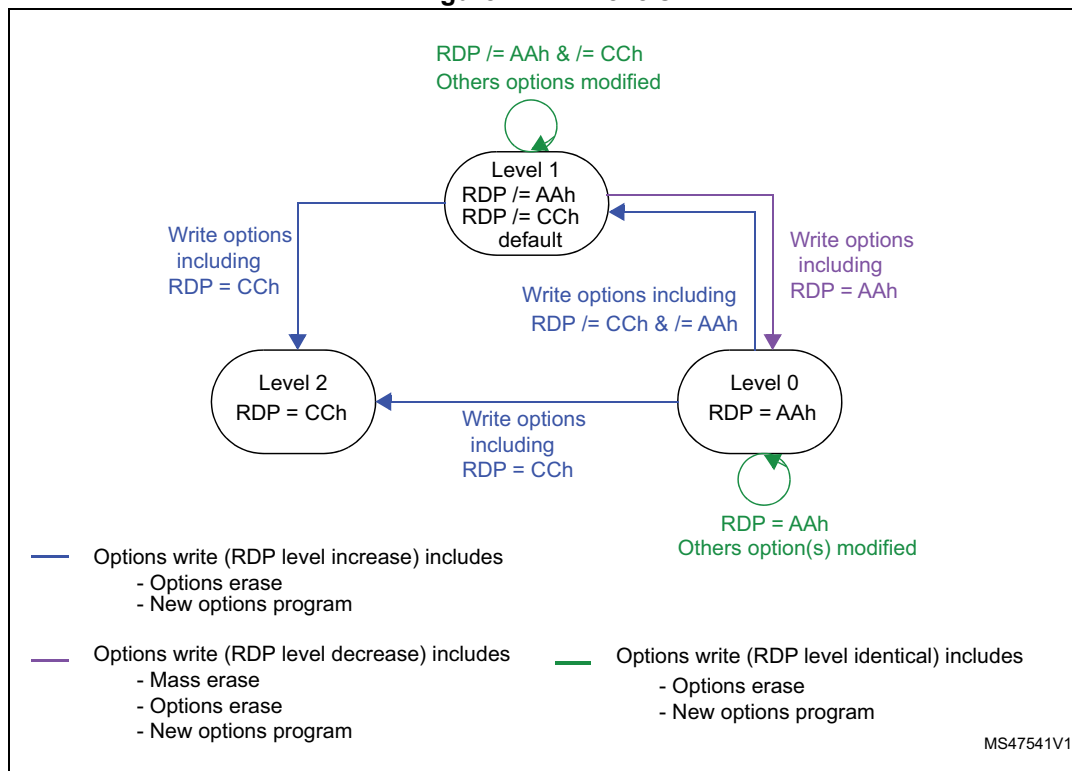 RDP /= AAh & /= CCh
Others options modified
Level 1
RDP /= AAh
RDP /= CCh
default
Write options
including
RDP = CCh
Write options
including
RDP = AAh
Write options including
RDP /= CCh & /= AAh
Level 2
RDP = CCh
Level 0
RDP = AAh
Write options
including
RDP = CCh
RDP = AAh
Others option(s) modified
Options write (RDP level increase) includes
- Options erase
- New options program
Options write (RDP level decrease) includes
- Mass erase
- Options erase
- New options program
Options write (RDP level identical) includes
- Options erase
- New options program
MS47541V1